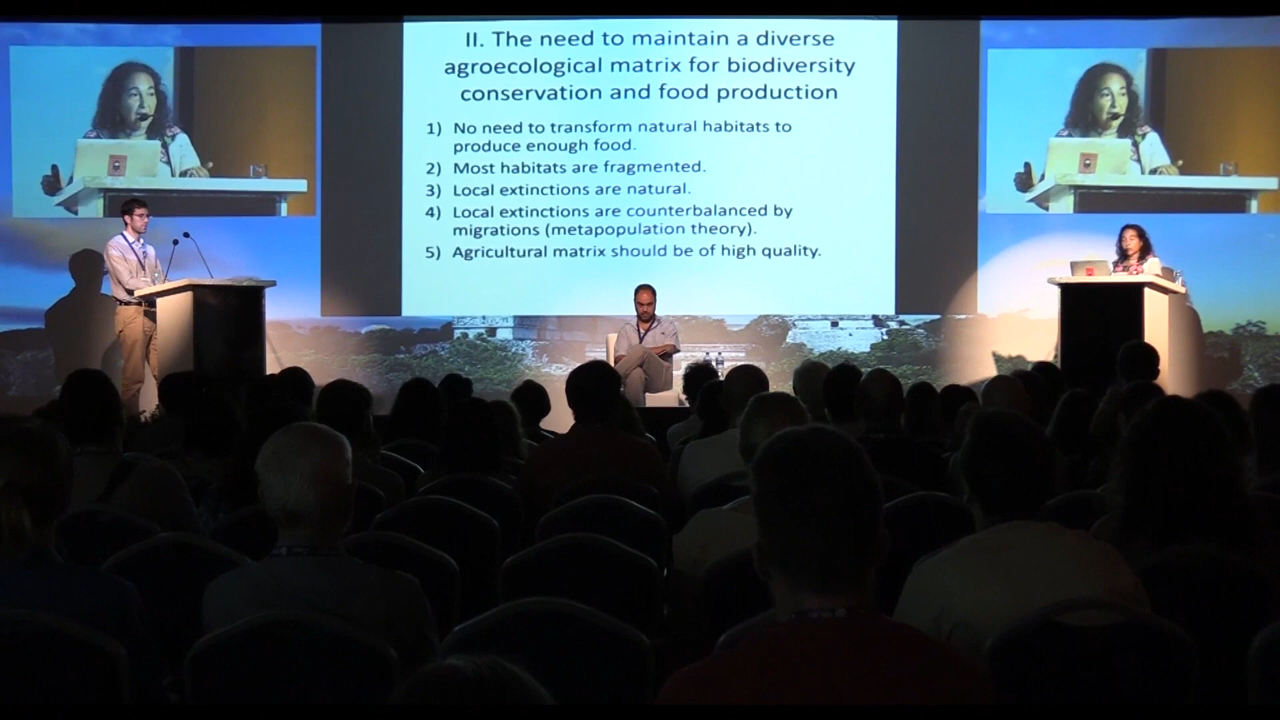 II. The need to maintain a diverse
agroecological matrix for biodiversity
conservation and food production
1) No need to transform natural habitats to
produce enough food.
2) Most habitats are fragmented.
3) Local extinctions are natural.
4) Local extinctions are counterbalanced by
migrations (metapopulation theory).
5) Agricultural matrix should be of high quality.